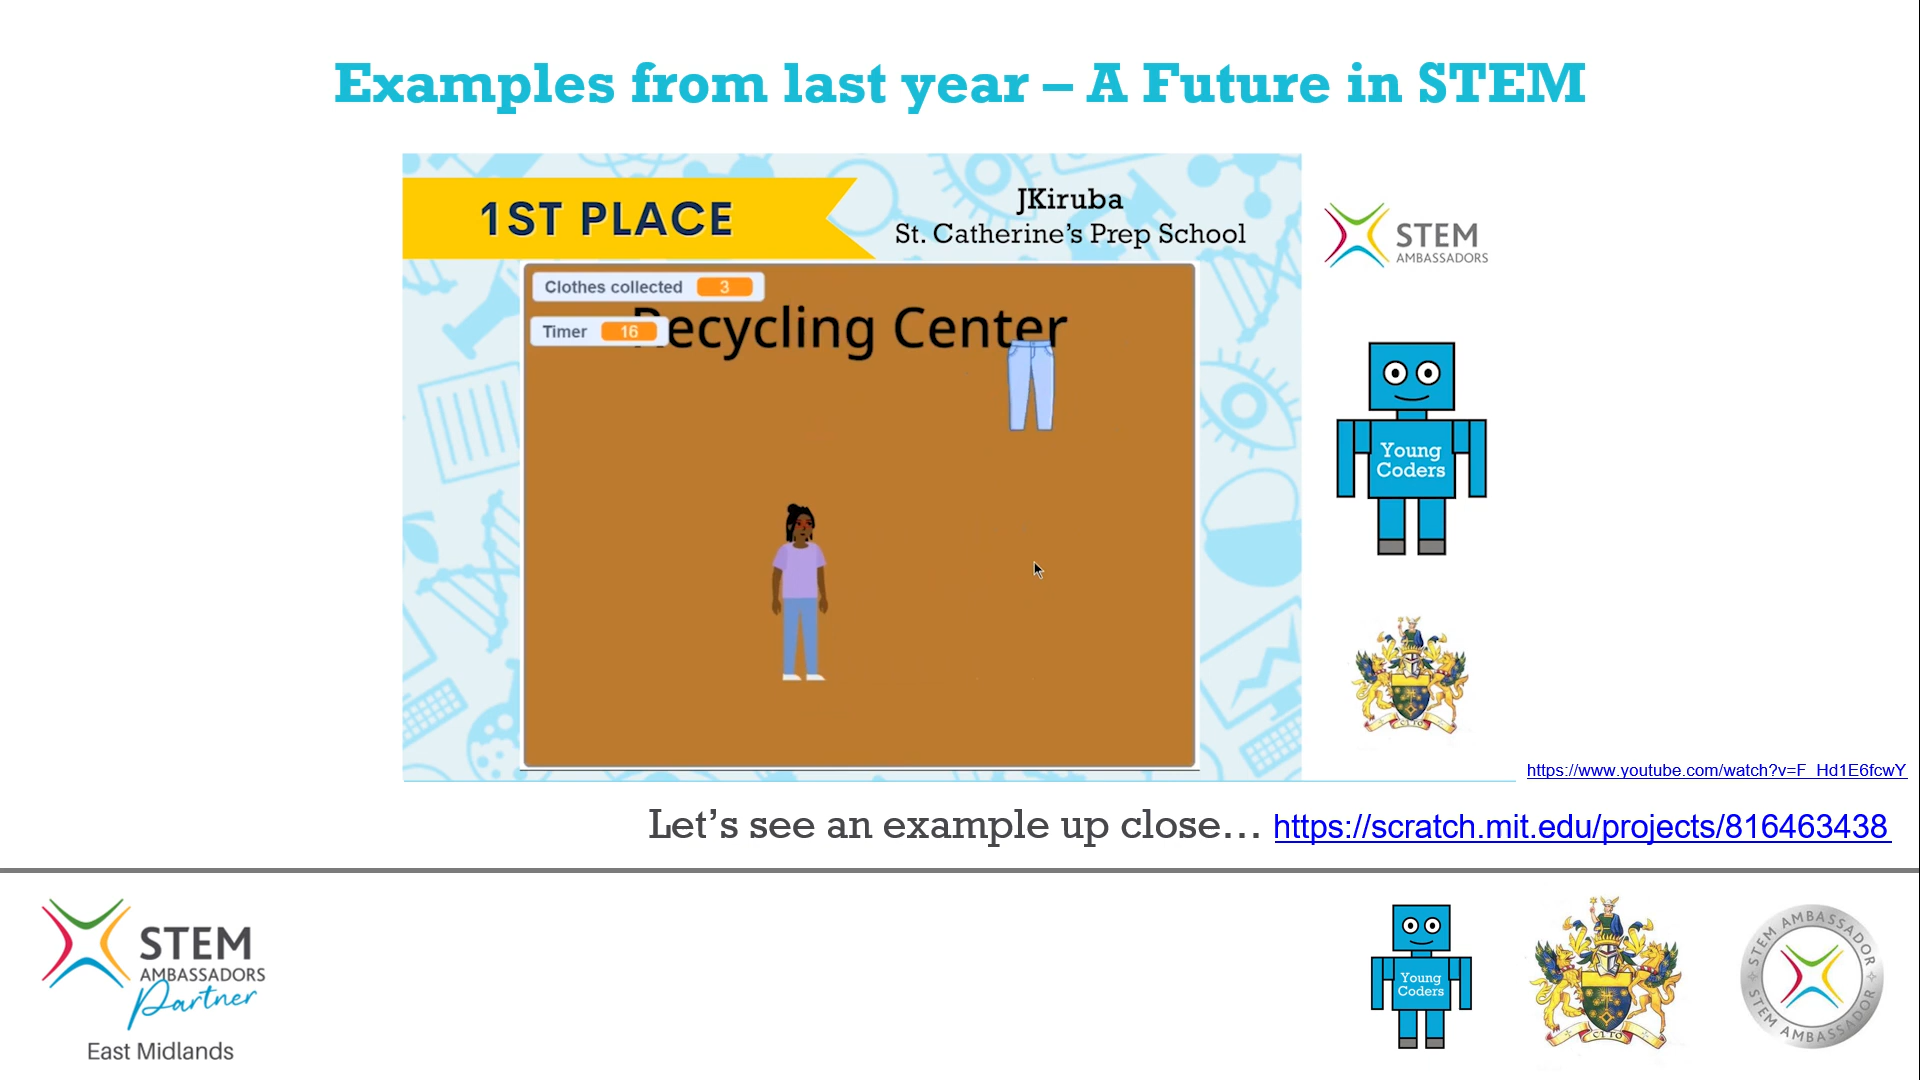 Examples from last year – A Future in STEM
1ST PLACE
JKiruba
St. Catherine’s Prep School
Clothes collected 3
Recycling Center
Timer 16
STEM
AMBASSADORS
Young
Coders
https://www.youtube.com/watch?v=F_Hd1E6fcwY
Let’s see an example up close… https://scratch.mit.edu/projects/816463438
STEM
AMBASSADORS
Partner
East Midlands
Young
Coders
STEM AMBASSADOR
STEM AMBASSADOR